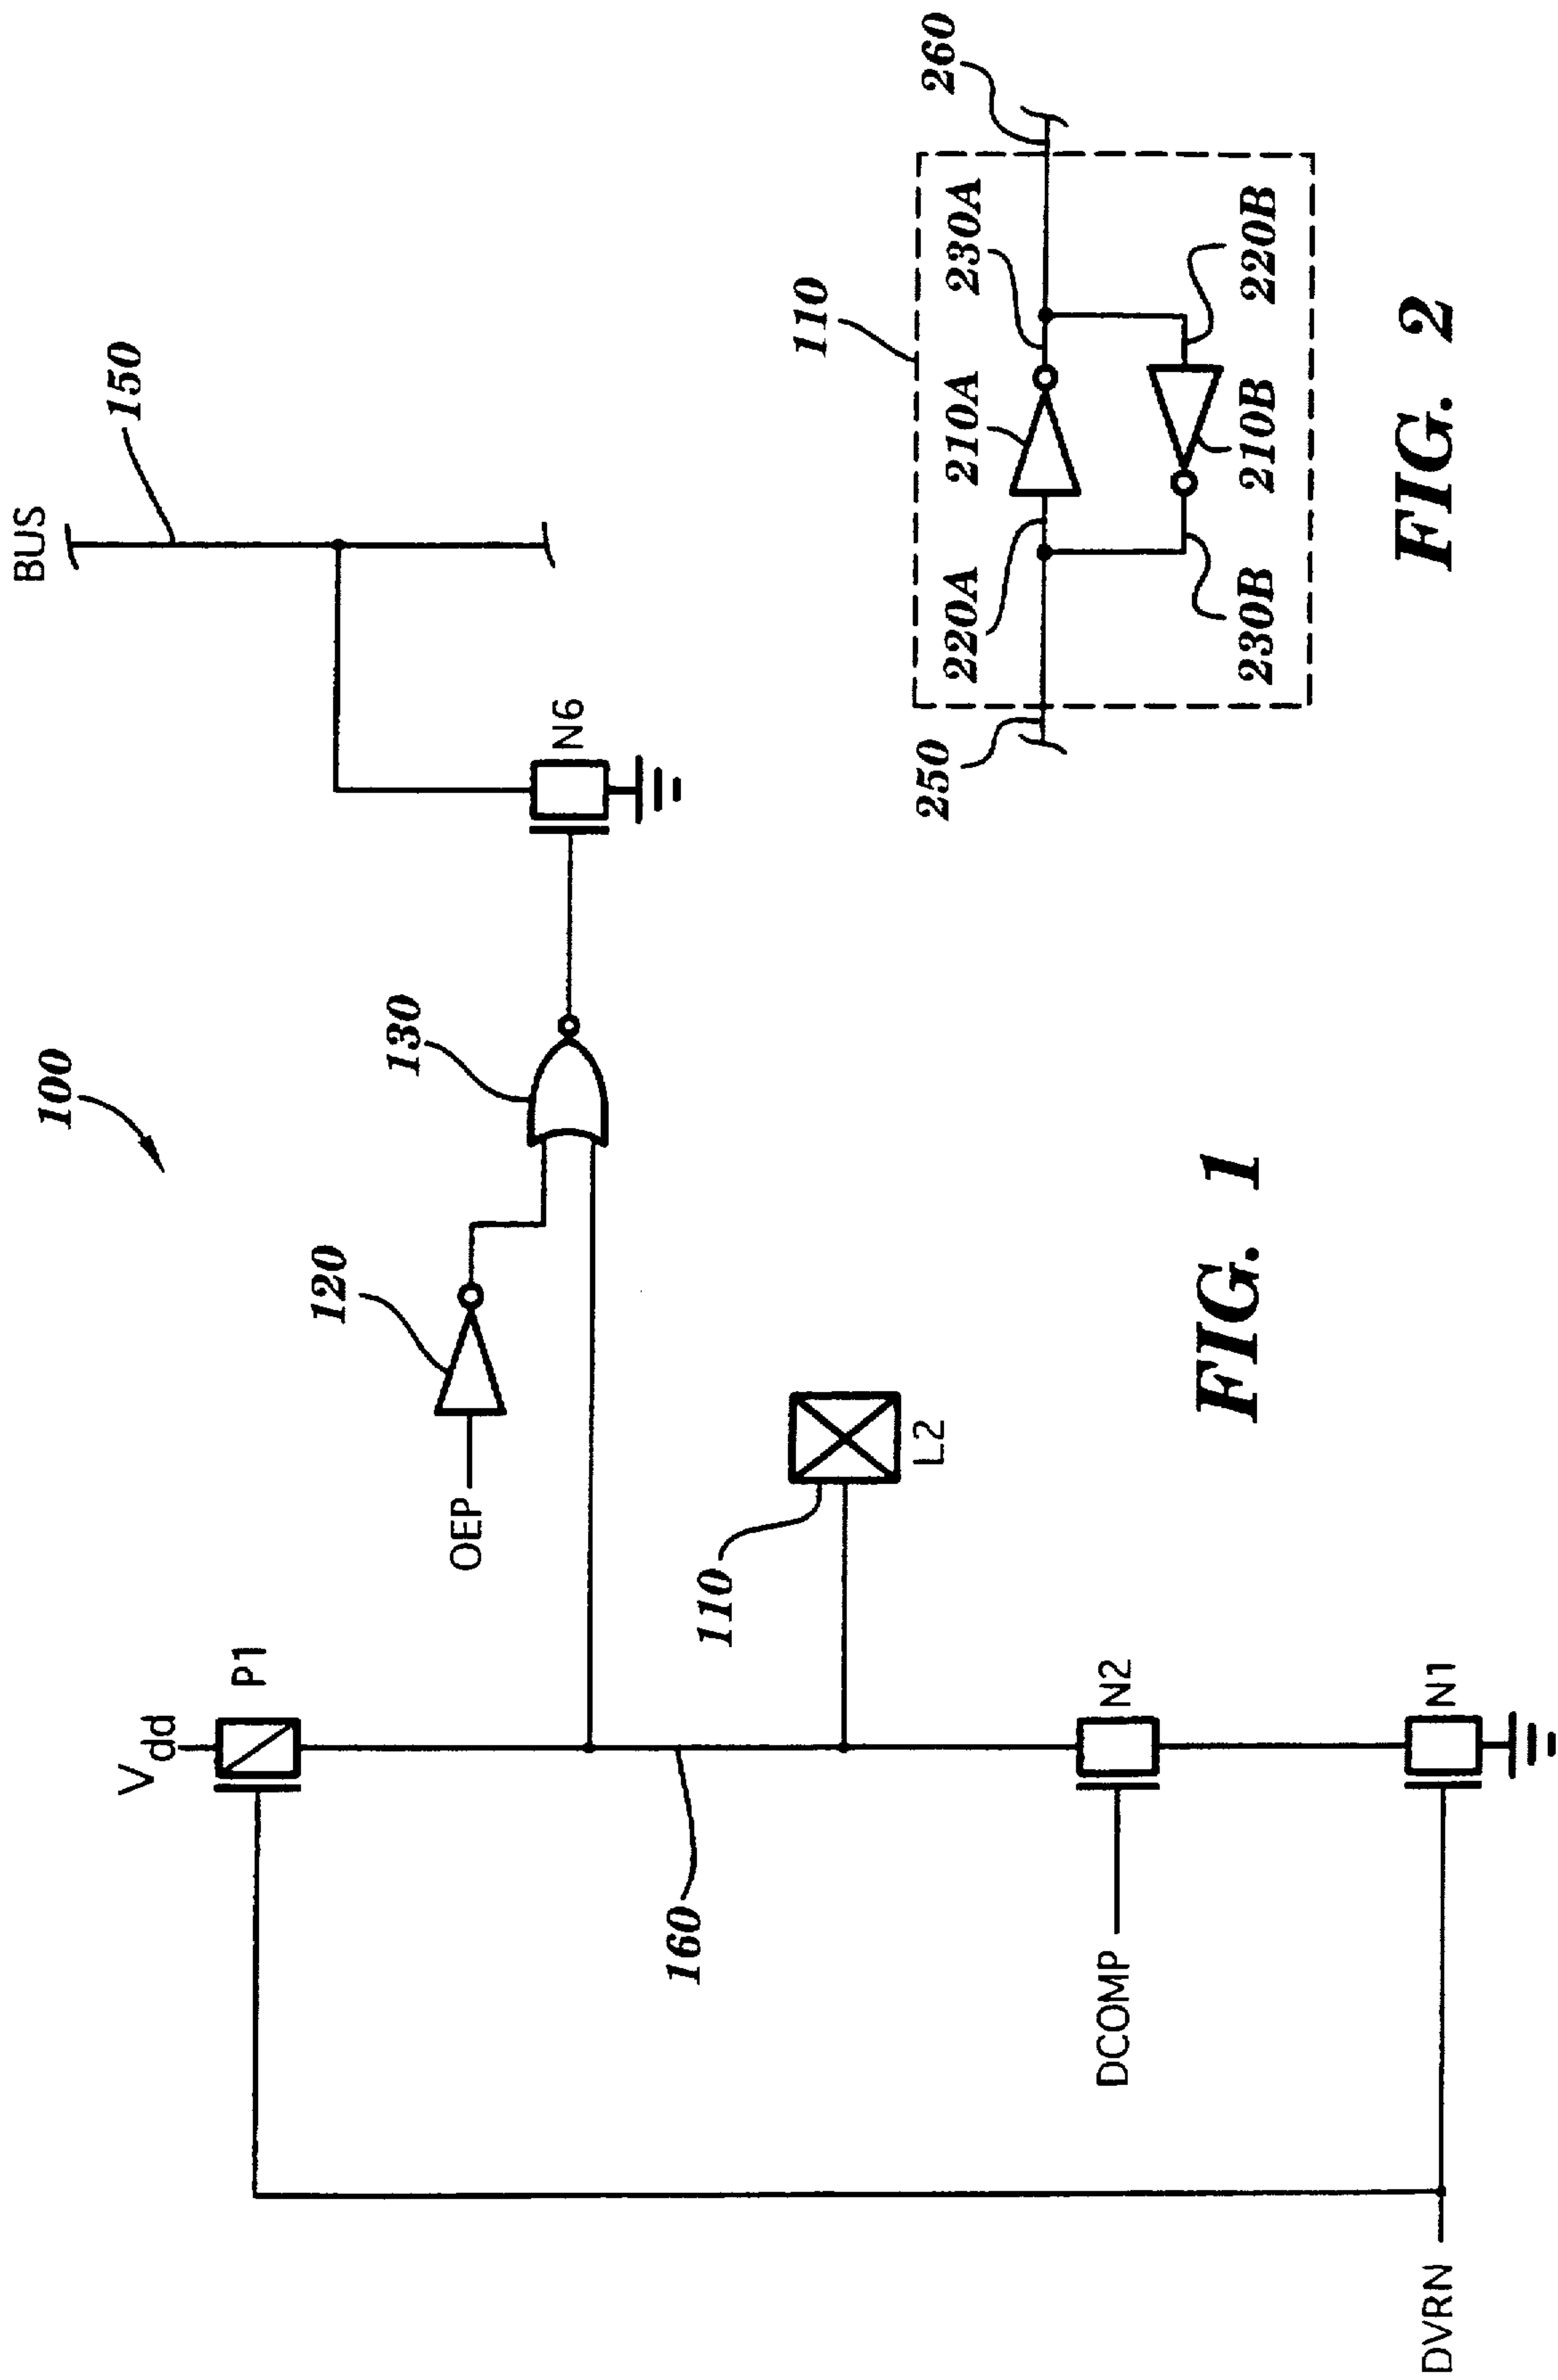 100
BUS
150
Vdd
P1
OEP
120
130
N6
160
110
L2
DCOMP
N2
DVRN
N1
FIG. 1
110
250
260
220A
210A
230A
230B
210B
220B
FIG. 2